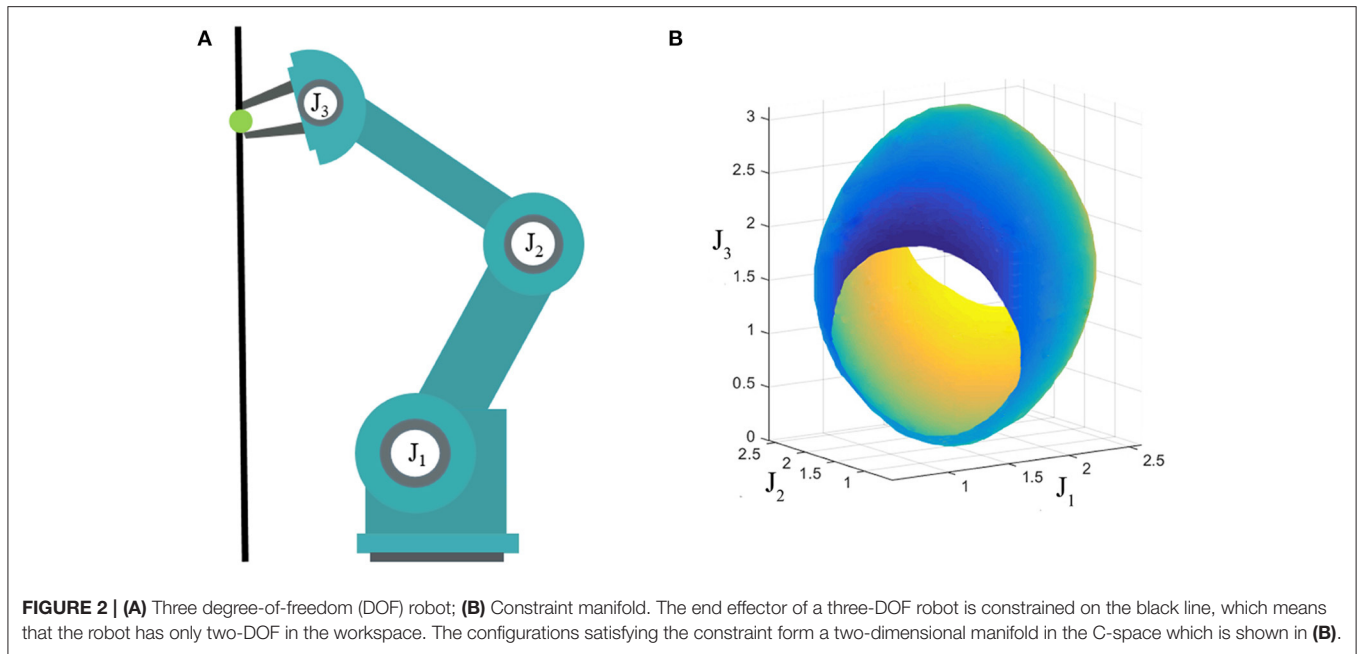 A
J₃
J₂
J₁
B
3
2.5
2
1.5
1
0.5
0
J₃
2.5
2
1.5
1
J₂
1
1.5
2
2.5
J₁
FIGURE 2 | (A) Three degree-of-freedom (DOF) robot; (B) Constraint manifold. The end effector of a three-DOF robot is constrained on the black line, which means
that the robot has only two-DOF in the workspace. The configurations satisfying the constraint form a two-dimensional manifold in the C-space which is shown in (B).